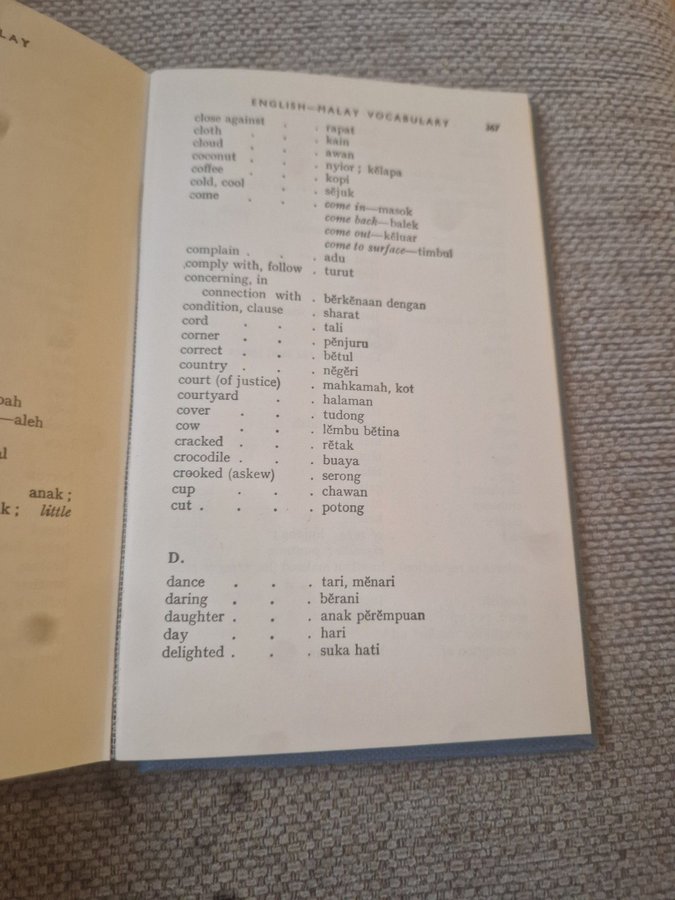 LAY
bah
—aleh
l
anak ;
k ; little
ENGLISH—MALAY VOCABULARY 367
close against . . rapat
cloth . . . kain
cloud . . . awan
coconut . . . nyior ; kĕlapa
coffee . . . kopi
cold, cool . . sĕjuk
come . . . come in—masok
come back—balek
come out—kĕluar
come to surface—timbul
complain . . . adu
comply with, follow . turut
concerning, in
connection with . bĕrkĕnaan dengan
condition, clause . sharat
cord . . . tali
corner . . . pĕnjuru
correct . . . bĕtul
country . . . nĕgĕri
court (of justice) . mahkamah, kot
courtyard . . halaman
cover . . . tudong
cow . . . lĕmbu bĕtina
cracked . . . rĕtak
crocodile . . . buaya
crooked (askew) . serong
cup . . . chawan
cut . . . . potong
D.
dance . . . tari, mĕnari
daring . . . bĕrani
daughter . . . anak pĕrĕmpuan
day . . . hari
delighted . . . suka hati